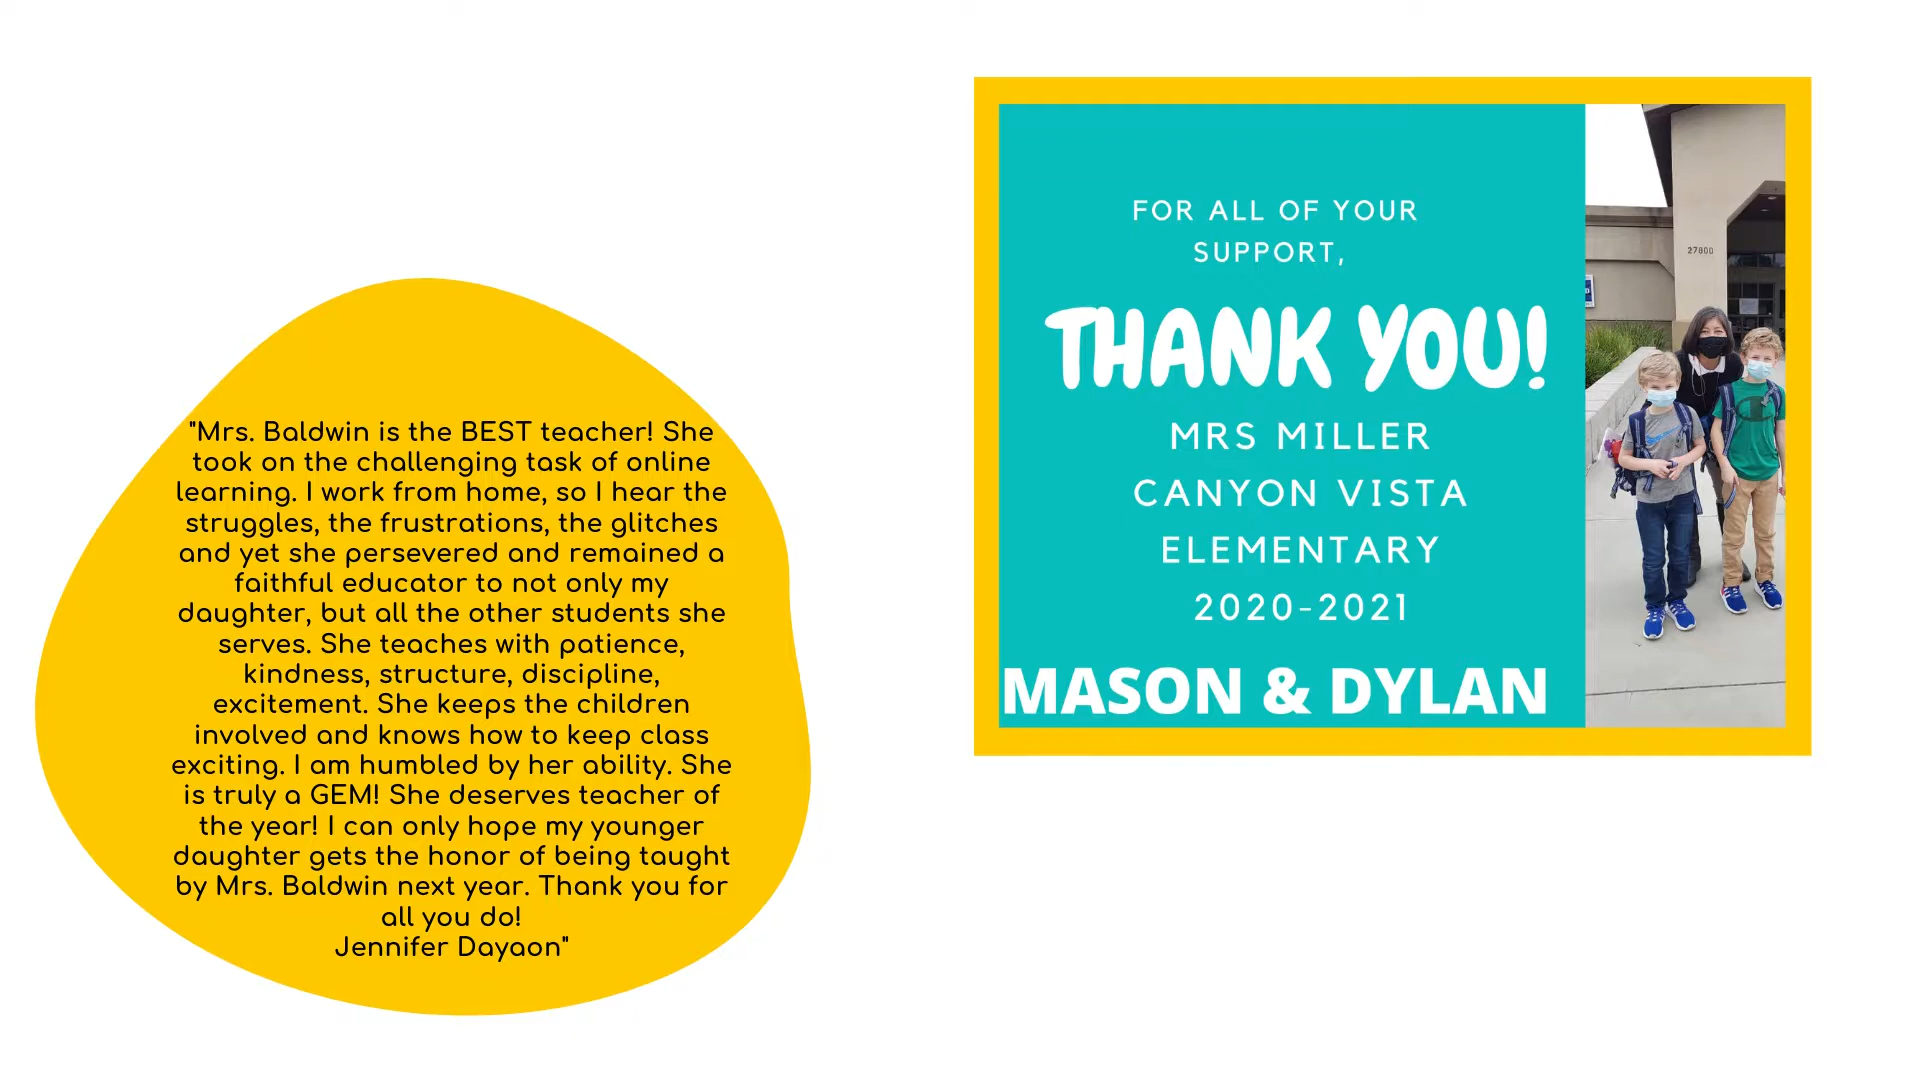 "Mrs. Baldwin is the BEST teacher! She
took on the challenging task of online
learning. I work from home, so I hear the
struggles, the frustrations, the glitches
and yet she persevered and remained a
faithful educator to not only my
daughter, but all the other students she
serves. She teaches with patience,
kindness, structure, discipline,
excitement. She keeps the children
involved and knows how to keep class
exciting. I am humbled by her ability. She
is truly a GEM! She deserves teacher of
the year! I can only hope my younger
daughter gets the honor of being taught
by Mrs. Baldwin next year. Thank you for
all you do!
Jennifer Dayaon"
FOR ALL OF YOUR
SUPPORT,
THANK YOU!
MRS MILLER
CANYON VISTA
ELEMENTARY
2020-2021
MASON & DYLAN
27800